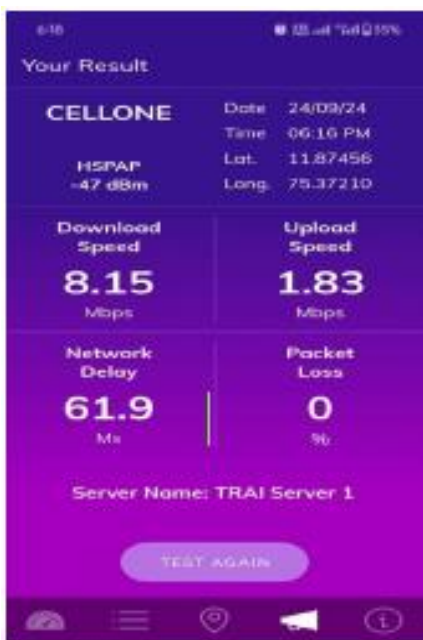 6:18
Your Result
CELLONE
HSPAP
-47 dBm
Date 24/09/24
Time 06:16 PM
Lat. 11.87456
Long. 75.37210
Download
Speed
8.15
Mbps
Upload
Speed
1.83
Mbps
Network
Delay
61.9
Ms
Packet
Loss
0
%
Server Name: TRAI Server 1
TEST AGAIN